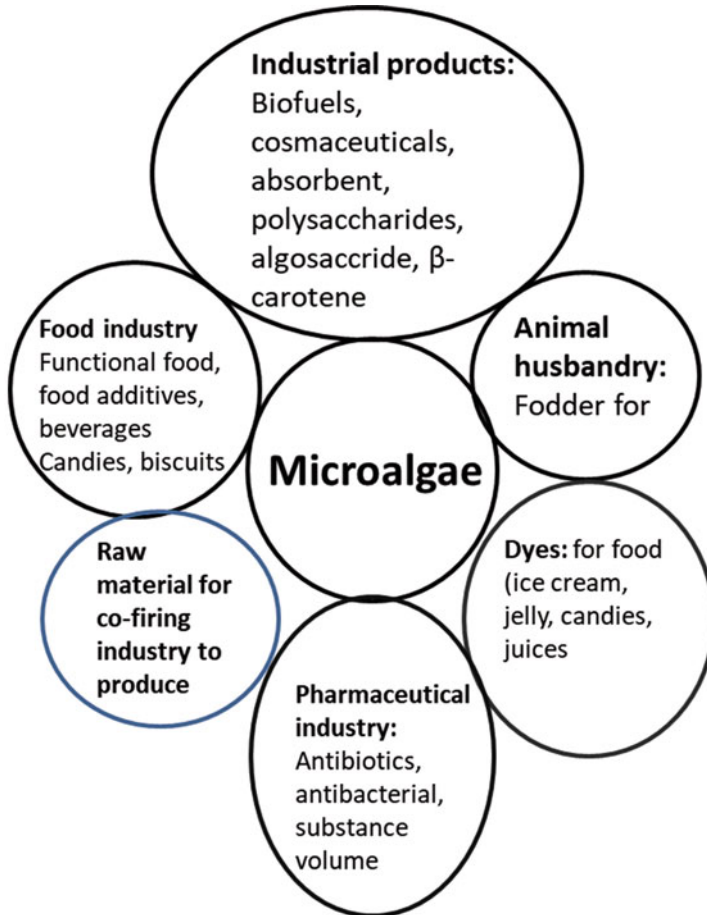 Industrial products:
Biofuels,
cosmaceuticals,
absorbent,
polysaccharides,
algosaccride, β-
carotene
Food industry
Functional food,
food additives,
beverages
Candies, biscuits
Animal
husbandry:
Fodder for
Microalgae
Raw
material for
co-firing
industry to
produce
Dyes: for food
(ice cream,
jelly, candies,
juices
Pharmaceutical
industry:
Antibiotics,
antibacterial,
substance
volume